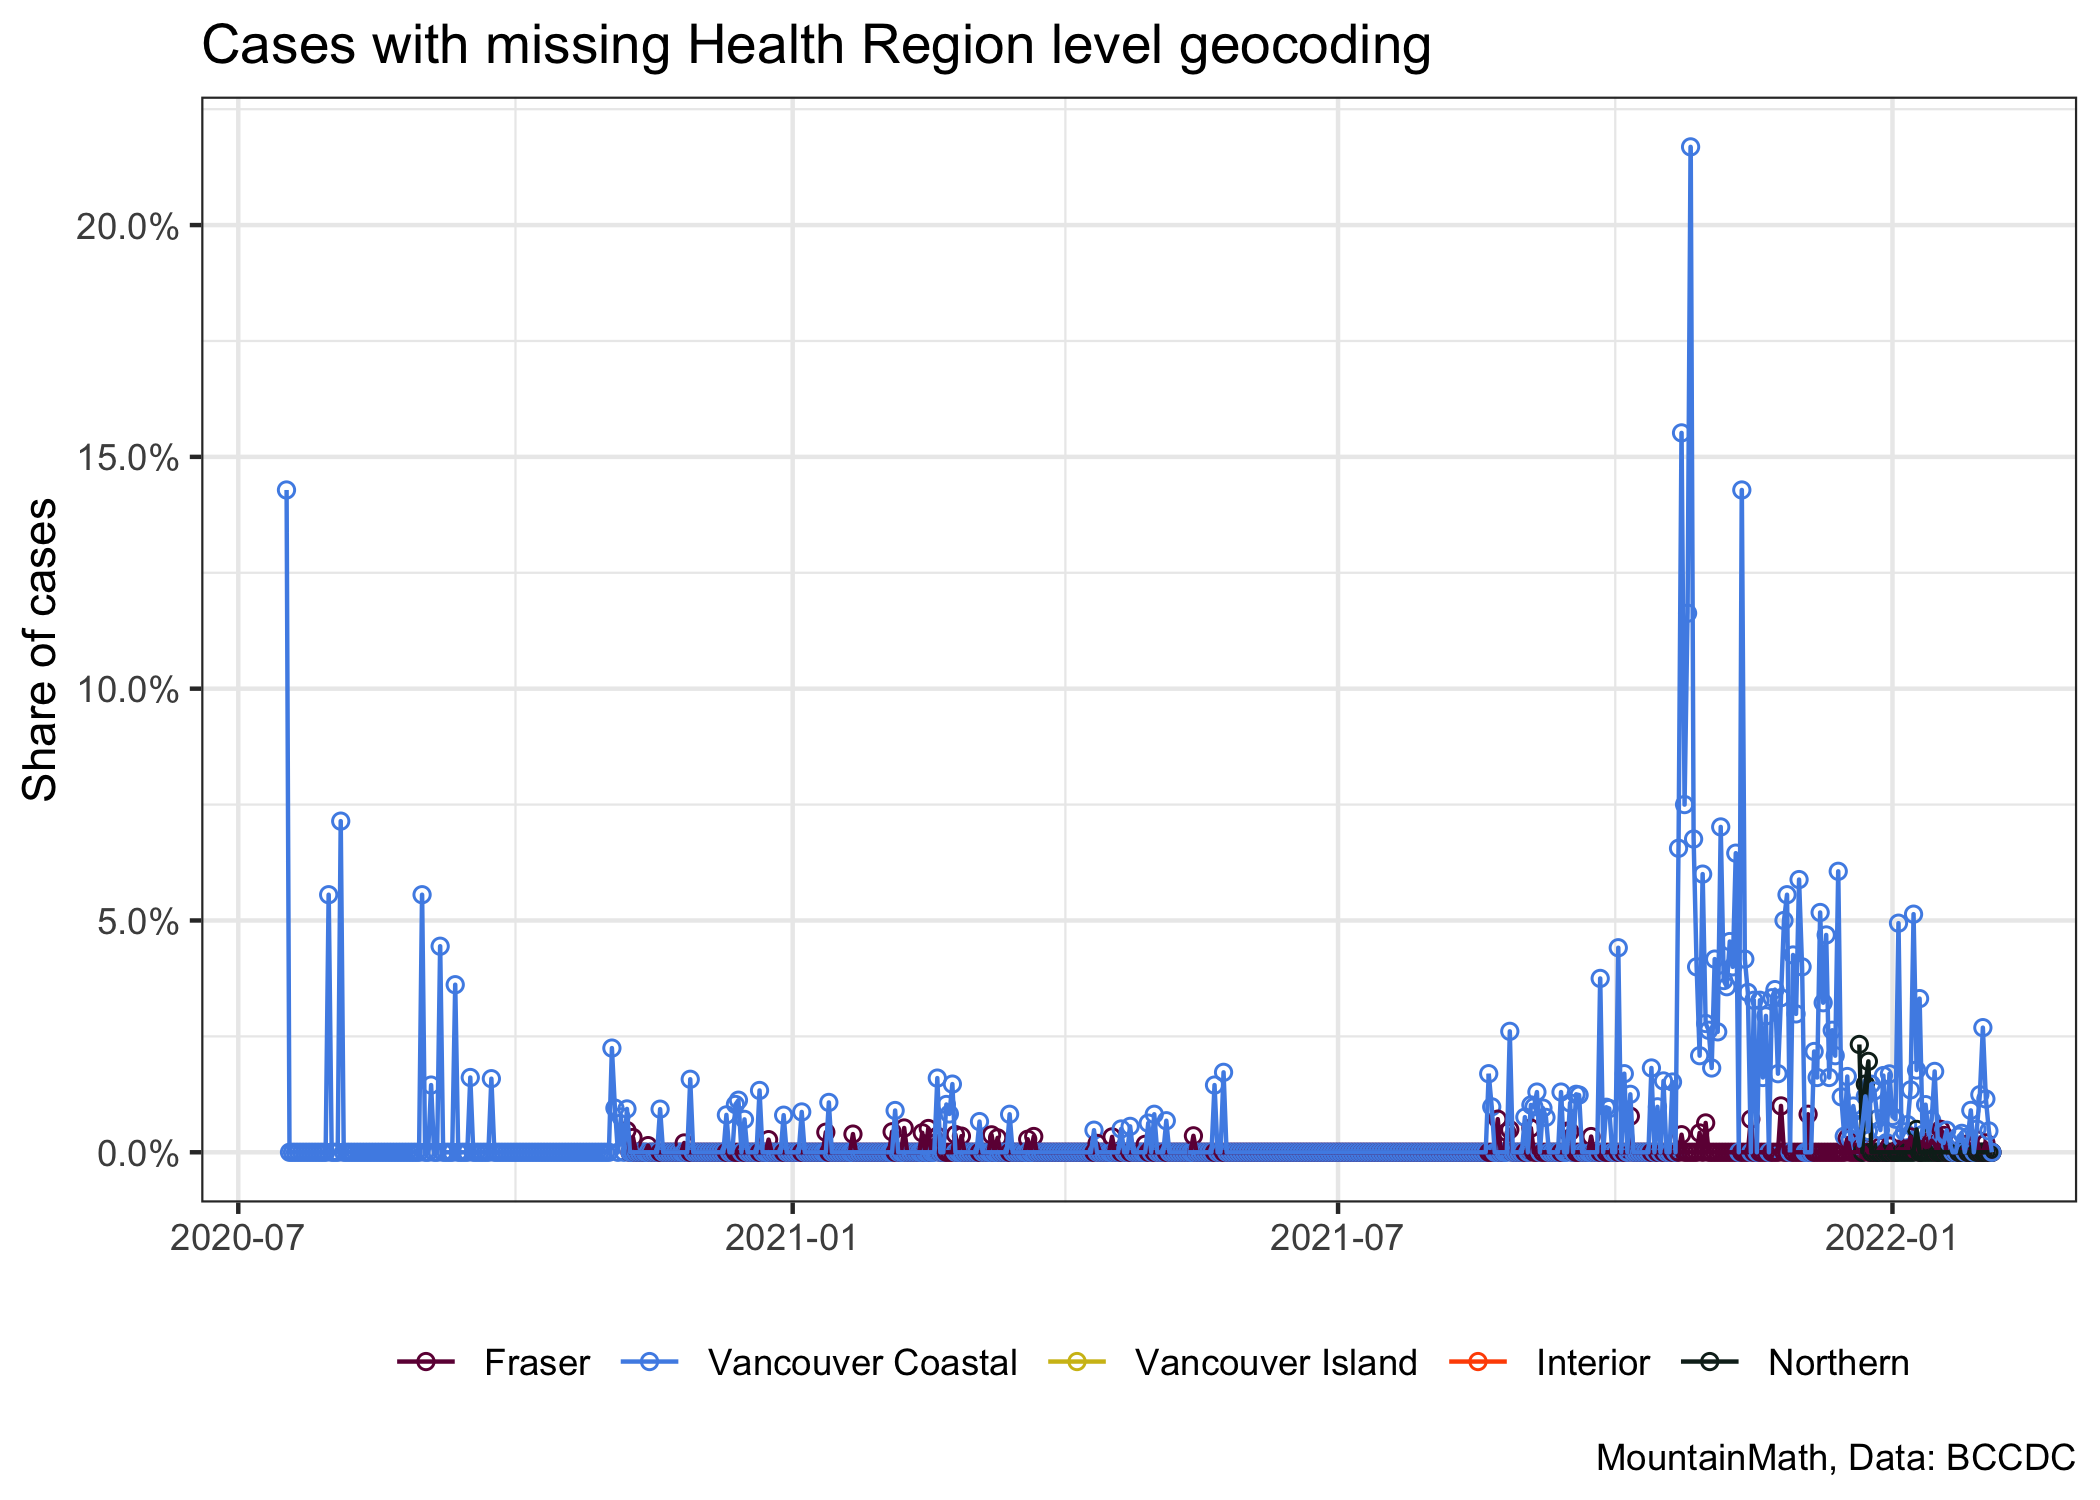 Cases with missing Health Region level geocoding
Share of cases
20.0%
15.0%
10.0%
5.0%
0.0%
2020-07 2021-01 2021-07 2022-01
Fraser Vancouver Coastal Vancouver Island Interior Northern
MountainMath, Data: BCCDC